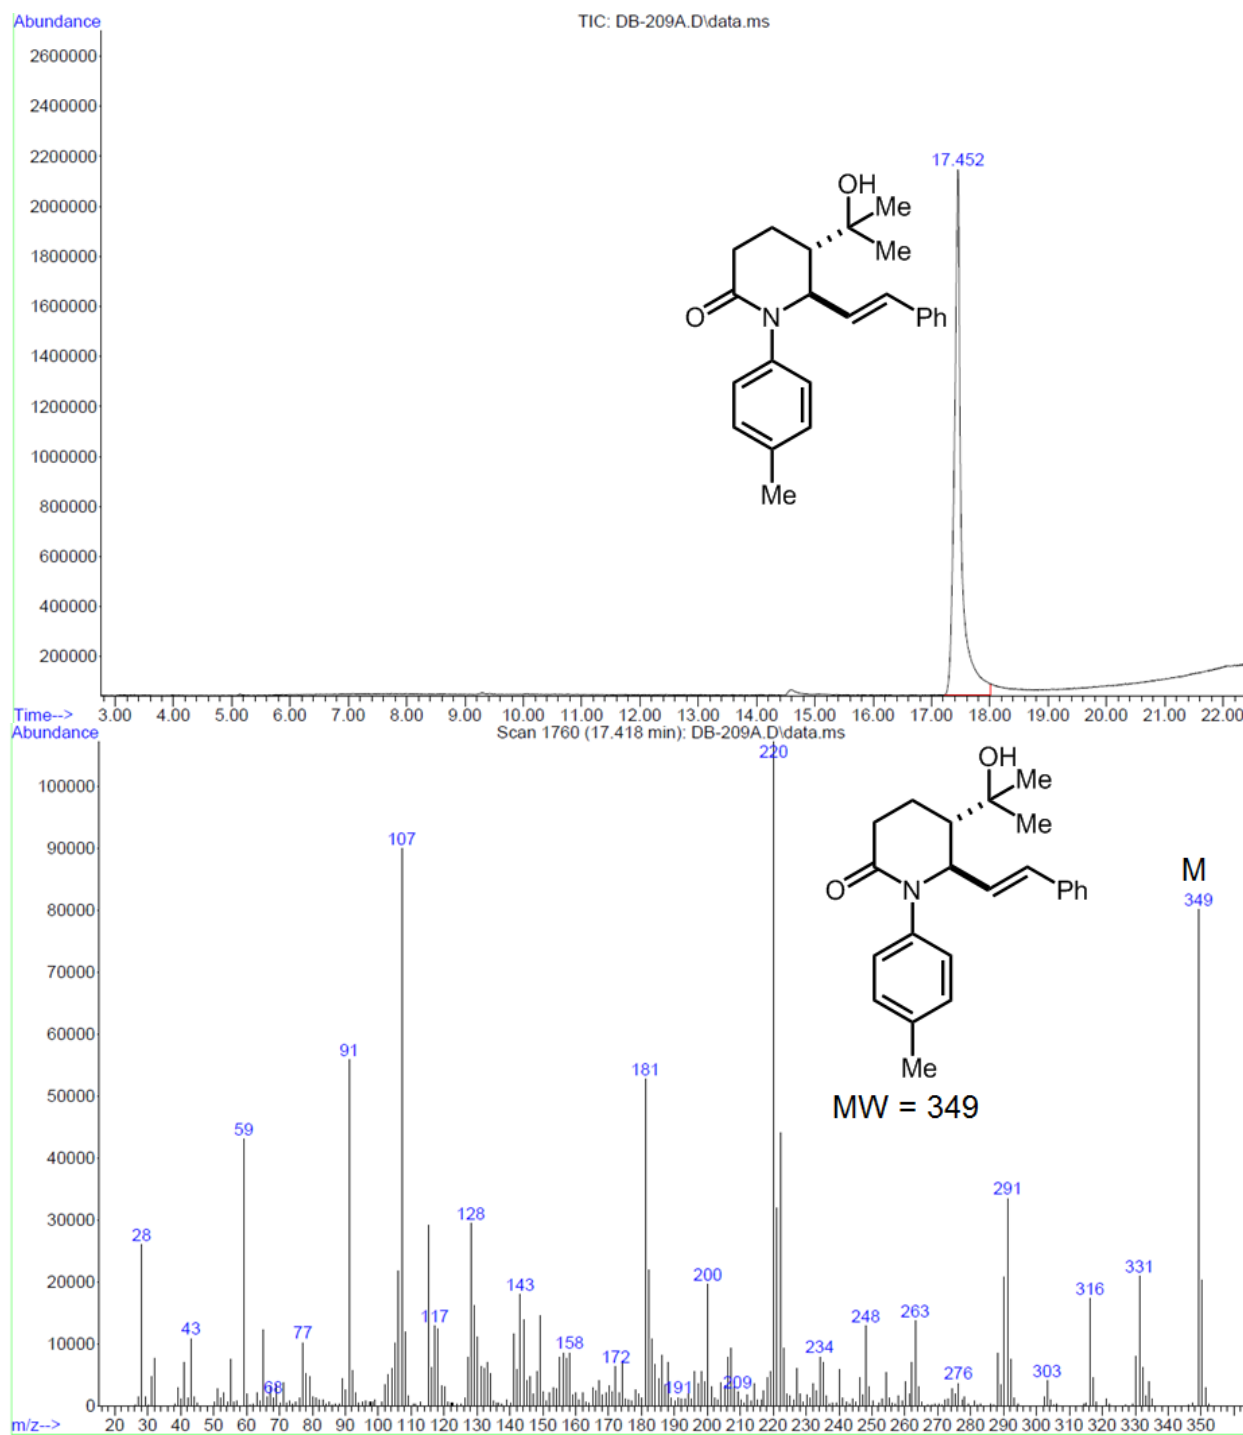 Abundance
TIC: DB-209A.D\data.ms
2600000
2400000
2200000
2000000
1800000
1600000
1400000
1200000
1000000
800000
600000
400000
200000
17.452
OH
Me
Me
O
N
Ph
Me
3.00 4.00 5.00 6.00 7.00 8.00 9.00 10.00 11.00 12.00 13.00 14.00 15.00 16.00 17.00 18.00 19.00 20.00 21.00 22.00
Time-->
Abundance
Scan 1760 (17.418 min): DB-209A.D\data.ms
100000
90000
80000
70000
60000
50000
40000
30000
20000
10000
0
28
43
59
68
77
91
107
117
128
143
158
172
181
191
200
209
220
234
248
263
276
291
303
316
331
349
M
OH
Me
Me
O
N
Ph
Me
MW = 349
20 30 40 50 60 70 80 90 100 110 120 130 140 150 160 170 180 190 200 210 220 230 240 250 260 270 280 290 300 310 320 330 340 350
m/z-->